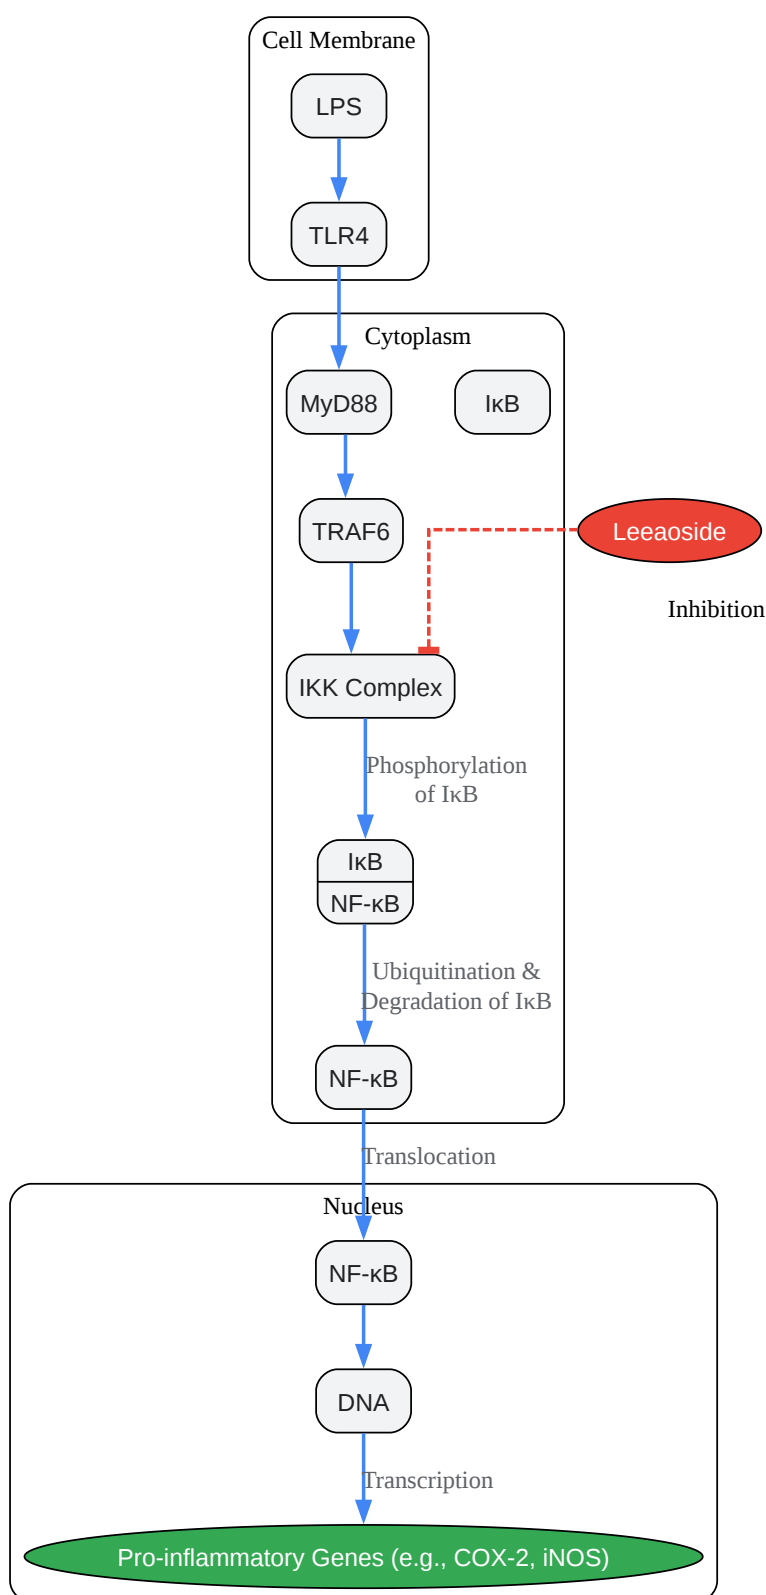 Cell Membrane
LPS
TLR4
Cytoplasm
MyD88
IκB
TRAF6
Leeaoside
Inhibition
IKK Complex
Phosphorylation
of IκB
IκB
NF-κB
Ubiquitination &
Degradation of IκB
NF-κB
Translocation
Nucleus
NF-κB
DNA
Transcription
Pro-inflammatory Genes (e.g., COX-2, iNOS)